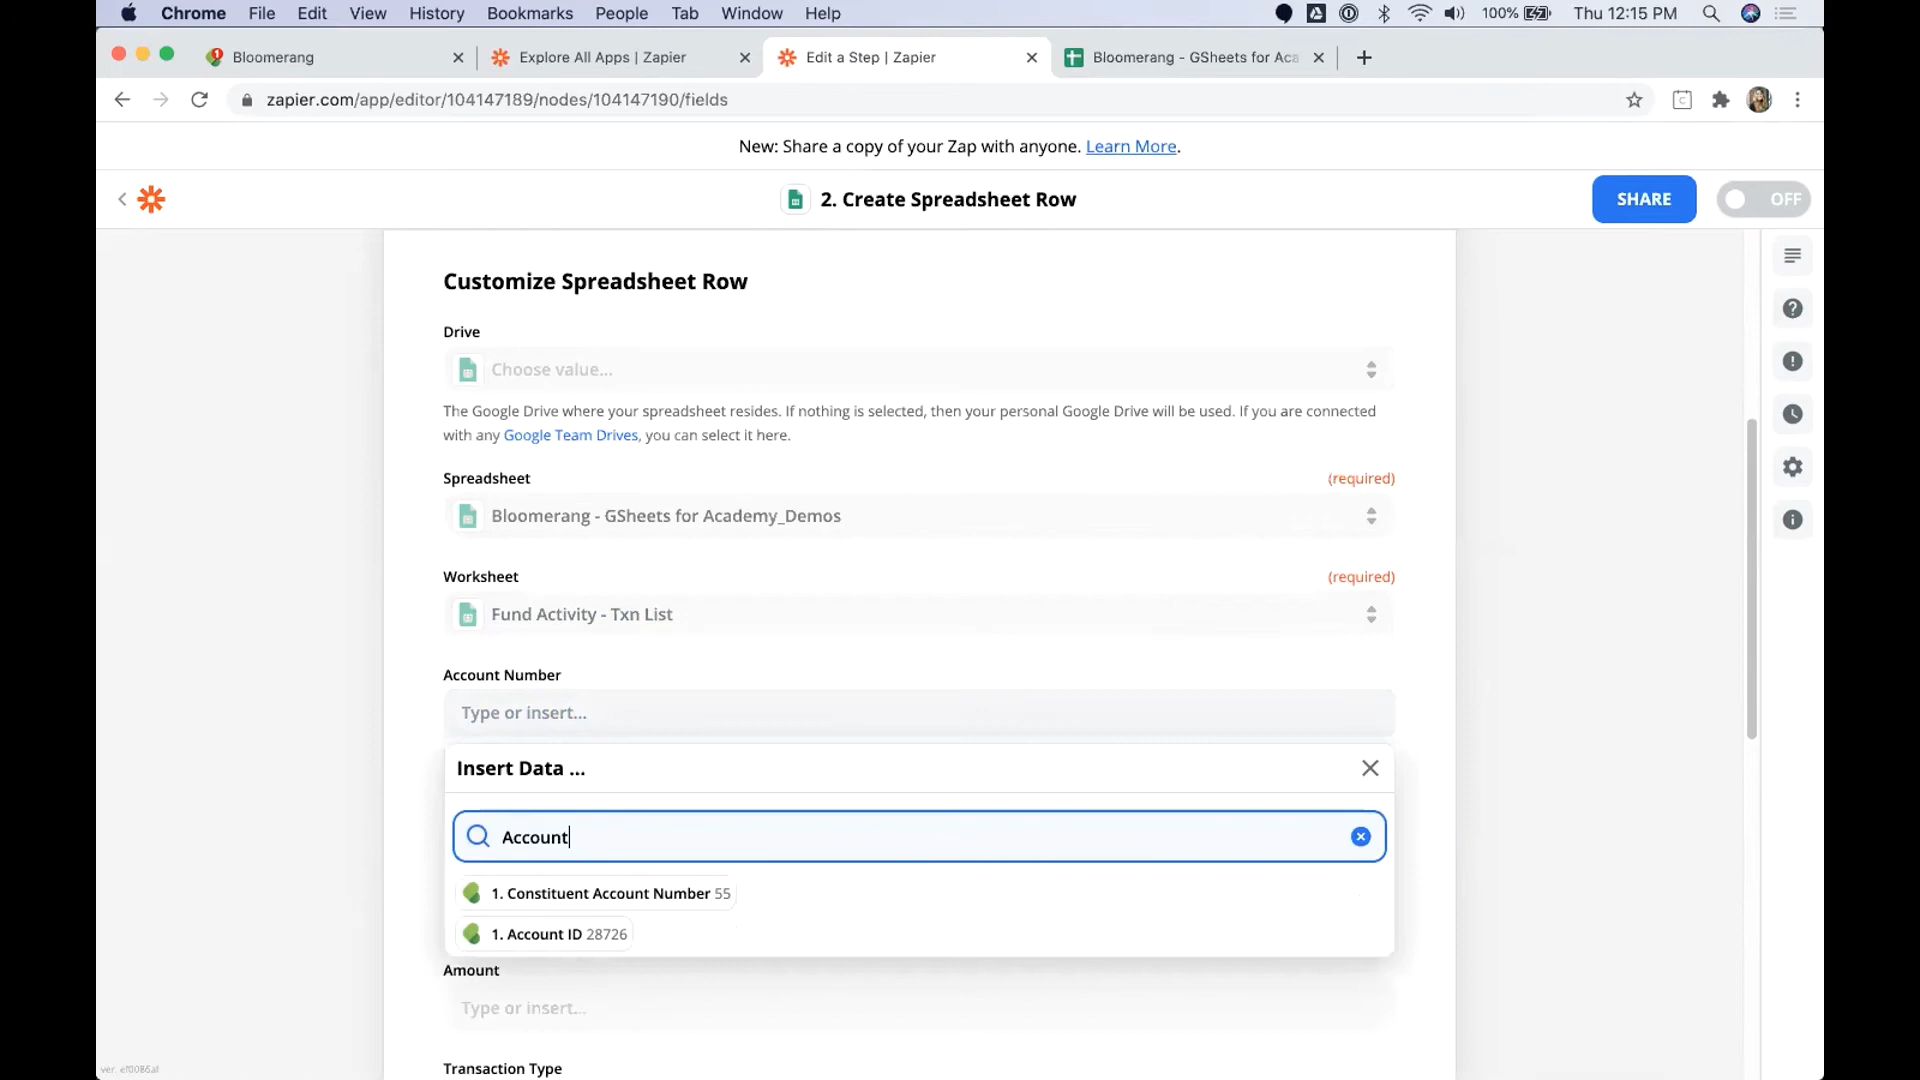 Chrome File Edit View History Bookmarks People Tab Window Help 100% Thu 12:15 PM
Bloomerang Explore All Apps | Zapier Edit a Step | Zapier Bloomerang - GSheets for Aca
zapier.com/app/editor/104147189/nodes/104147190/fields
New: Share a copy of your Zap with anyone. Learn More.
2. Create Spreadsheet Row SHARE OFF
Customize Spreadsheet Row
Drive
Choose value...
The Google Drive where your spreadsheet resides. If nothing is selected, then your personal Google Drive will be used. If you are connected
with any Google Team Drives, you can select it here.
Spreadsheet (required)
Bloomerang - GSheets for Academy_Demos
Worksheet (required)
Fund Activity - Txn List
Account Number
Type or insert...
Insert Data ...
Account
1. Constituent Account Number 55
1. Account ID 28726
Amount
Type or insert...
Transaction Type